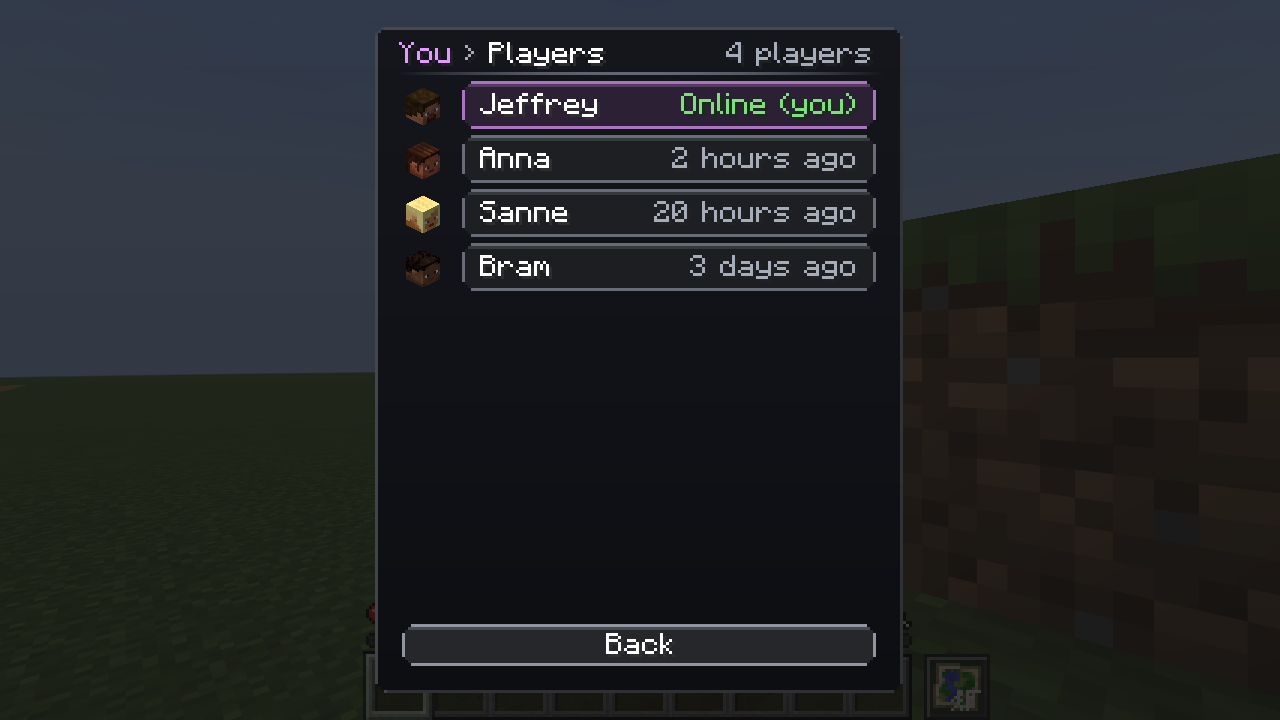 You > Players 4 players
Jeffrey Online (you)
Anna 2 hours ago
Sanne 20 hours ago
Bram 3 days ago
Back